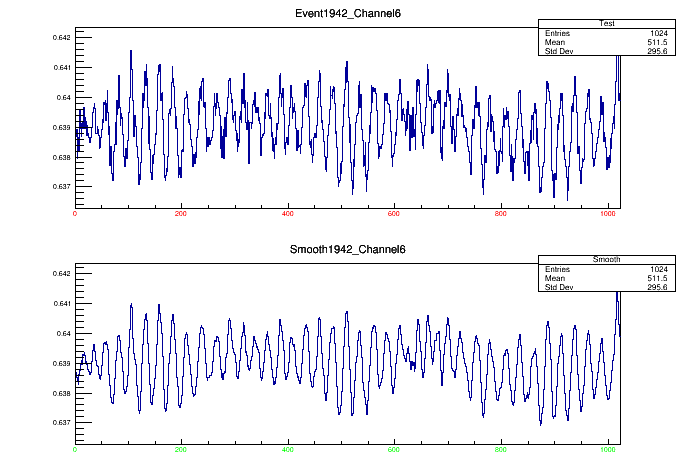 Event1942_Channel6
Test
Entries 1024
Mean 511.5
Std Dev 295.6
0.642
0.641
0.64
0.639
0.638
0.637
0 200 400 600 800 1000
Smooth1942_Channel6
Smooth
Entries 1024
Mean 511.5
Std Dev 295.6
0.642
0.641
0.64
0.639
0.638
0.637
0 200 400 600 800 1000